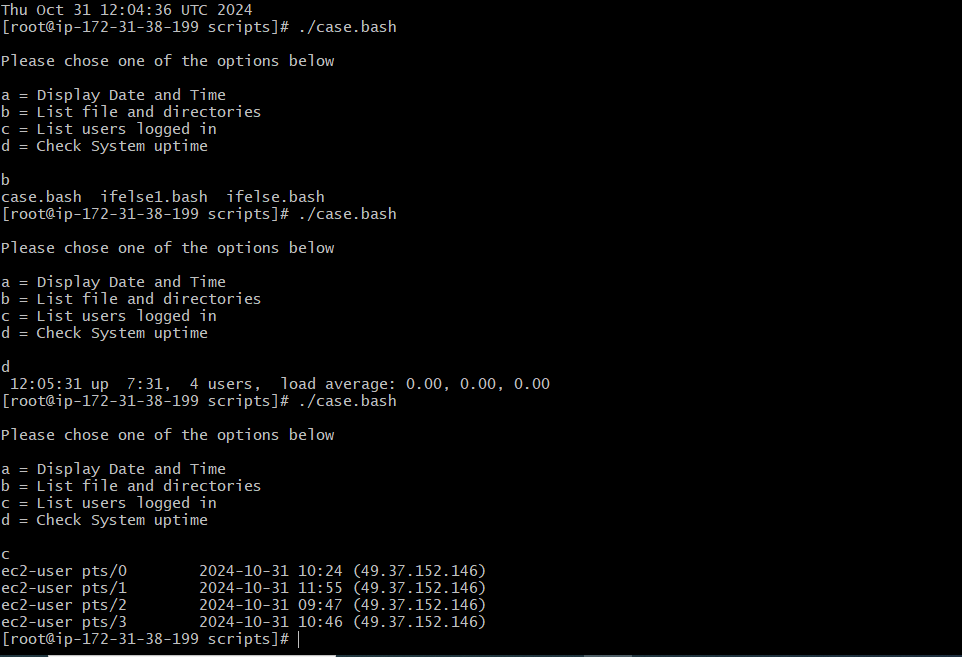 Thu Oct 31 12:04:36 UTC 2024
[root@ip-172-31-38-199 scripts]# ./case.bash
Please chose one of the options below
a = Display Date and Time
b = List file and directories
c = List users logged in
d = Check System uptime
b
case.bash  ifelse1.bash  ifelse.bash
[root@ip-172-31-38-199 scripts]# ./case.bash
Please chose one of the options below
a = Display Date and Time
b = List file and directories
c = List users logged in
d = Check System uptime
d
 12:05:31 up  7:31,  4 users,  load average: 0.00, 0.00, 0.00
[root@ip-172-31-38-199 scripts]# ./case.bash
Please chose one of the options below
a = Display Date and Time
b = List file and directories
c = List users logged in
d = Check System uptime
c
ec2-user pts/0        2024-10-31 10:24 (49.37.152.146)
ec2-user pts/1        2024-10-31 11:55 (49.37.152.146)
ec2-user pts/2        2024-10-31 09:47 (49.37.152.146)
ec2-user pts/3        2024-10-31 10:46 (49.37.152.146)
[root@ip-172-31-38-199 scripts]#